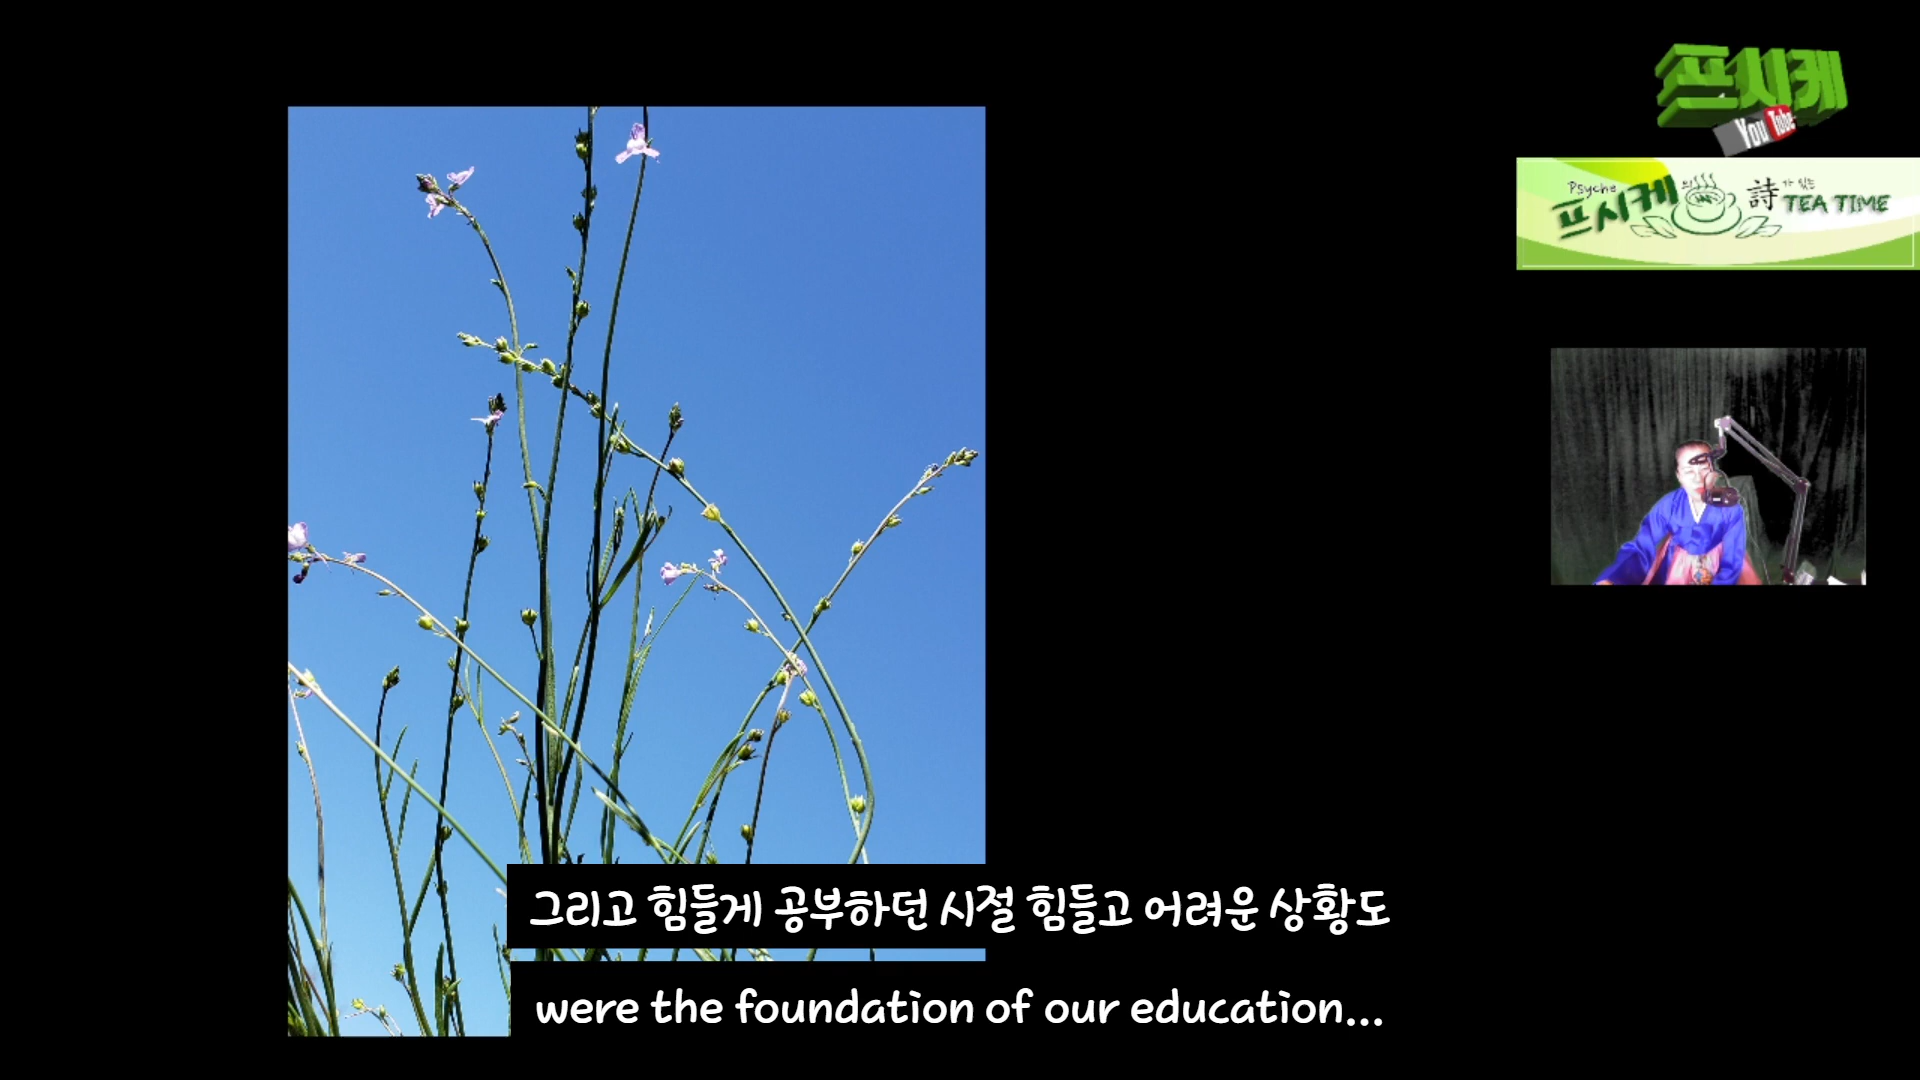 프시케
YouTube
Psyche
프시케의 詩가 있는 TEA TIME
그리고 힘들게 공부하던 시절 힘들고 어려운 상황도
were the foundation of our education...